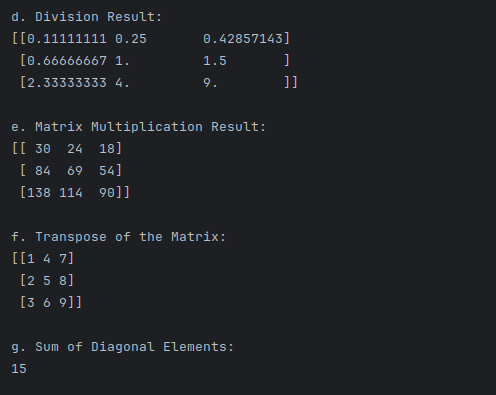 d. Division Result:
[[0.11111111 0.25       0.42857143]
 [0.66666667 1.         1.5       ]
 [2.33333333 4.         9.        ]]
e. Matrix Multiplication Result:
[[ 30  24  18]
 [ 84  69  54]
 [138 114  90]]
f. Transpose of the Matrix:
[[1 4 7]
 [2 5 8]
 [3 6 9]]
g. Sum of Diagonal Elements:
15